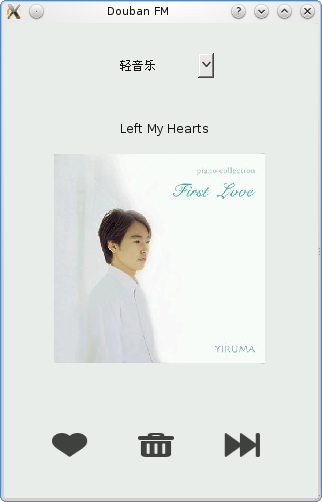 Douban FM
轻音乐
Left My Hearts
piano collection
First Love
YIRUMA